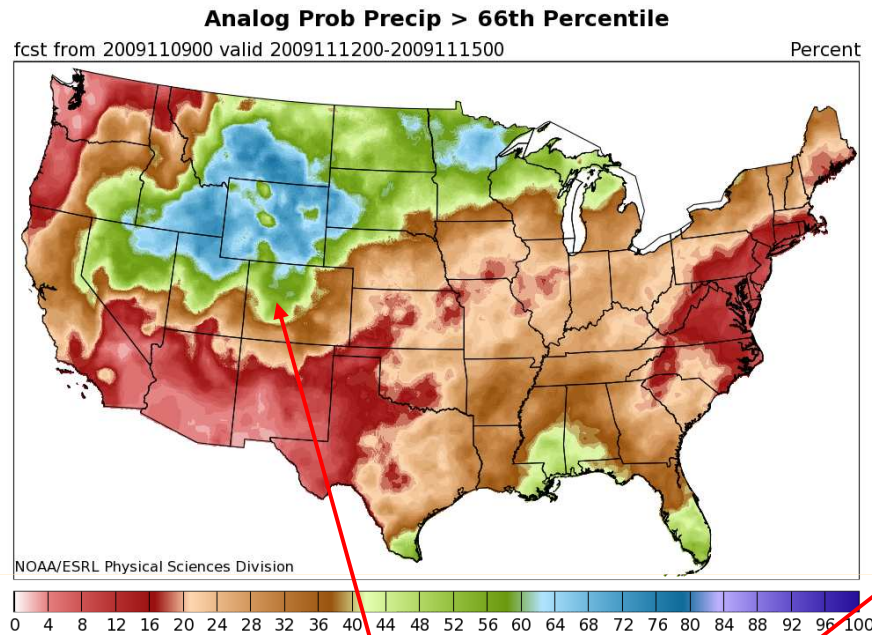 Analog Prob Precip > 66th Percentile
fcst from 2009110900 valid 2009111200-2009111500 Percent
NOAA/ESRL Physical Sciences Division
0 4 8 12 16 20 24 28 32 36 40 44 48 52 56 60 64 68 72 76 80 84 88 92 96 100